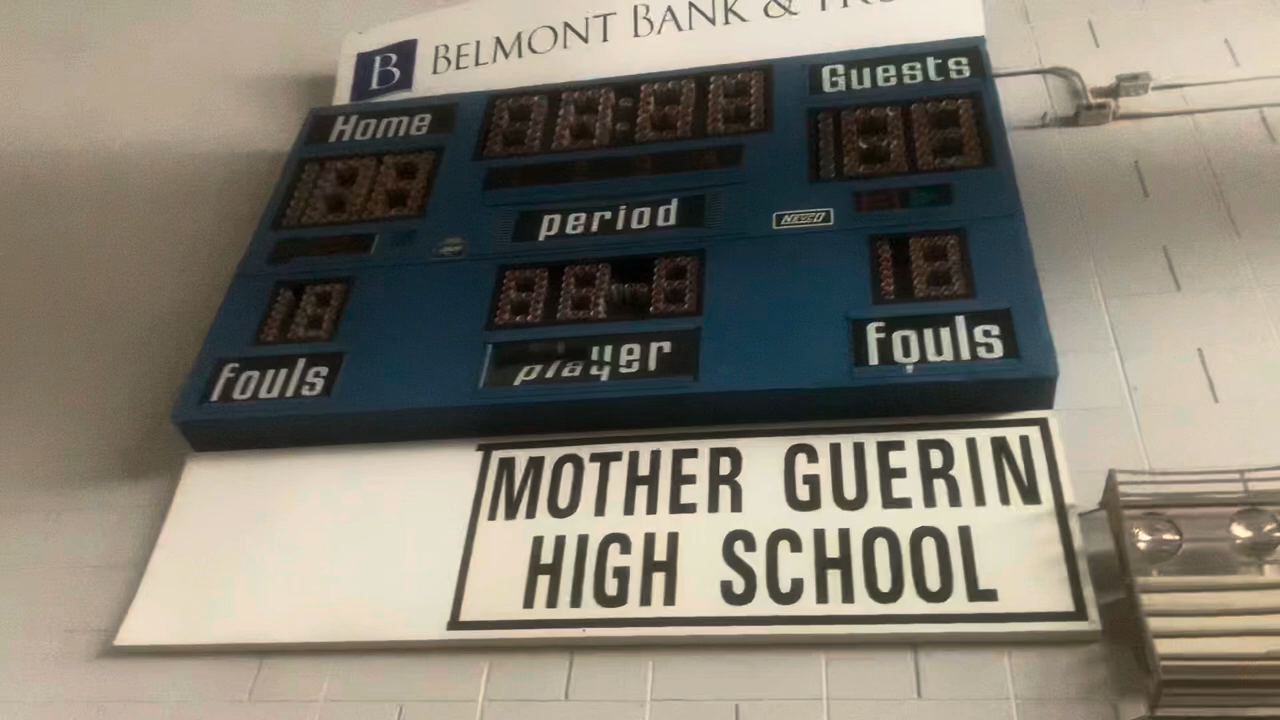 B BELMONT BANK & TRU
Home
Guests
period
NEVCO
fouls
player
fouls
MOTHER GUERIN
HIGH SCHOOL